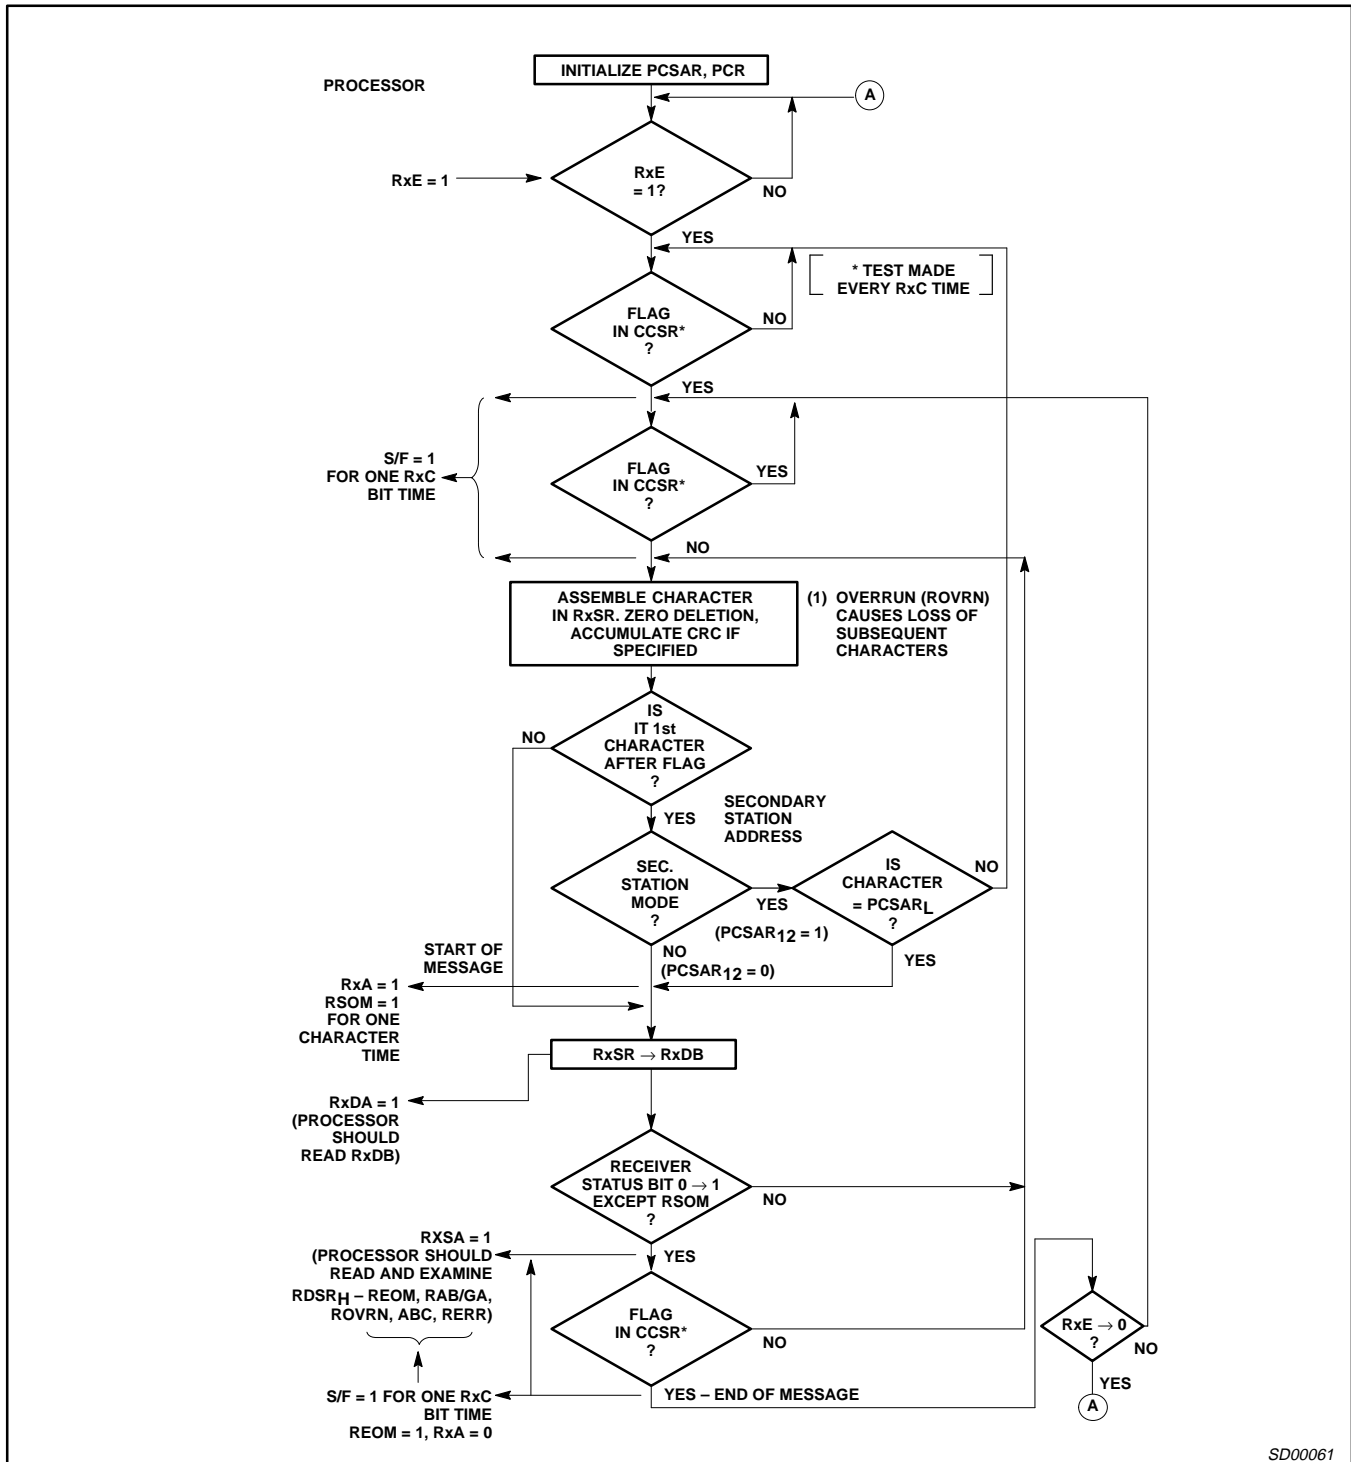 INITIALIZE PCSAR, PCR
PROCESSOR
A
RxE = 1
RxE
= 1?
NO
YES
* TEST MADE
EVERY RxC TIME
FLAG
IN CCSR*
?
NO
YES
S/F = 1
FOR ONE RxC
BIT TIME
FLAG
IN CCSR*
?
YES
NO
ASSEMBLE CHARACTER
IN RxSR. ZERO DELETION,
ACCUMULATE CRC IF
SPECIFIED
(1) OVERRUN (ROVRN)
CAUSES LOSS OF
SUBSEQUENT
CHARACTERS
IS
IT 1st
CHARACTER
AFTER FLAG
?
NO
YES
SECONDARY
STATION
ADDRESS
SEC.
STATION
MODE
?
YES
(PCSAR12 = 1)
IS
CHARACTER
= PCSARL
?
NO
YES
NO
(PCSAR12 = 0)
START OF
MESSAGE
RxA = 1
RSOM = 1
FOR ONE
CHARACTER
TIME
RxSR → RxDB
RxDA = 1
(PROCESSOR
SHOULD
READ RxDB)
RECEIVER
STATUS BIT 0 → 1
EXCEPT RSOM
?
NO
YES
RXSA = 1
(PROCESSOR SHOULD
READ AND EXAMINE
RDSRH – REOM, RAB/GA,
ROVRN, ABC, RERR)
FLAG
IN CCSR*
?
NO
RxE → 0
?
NO
YES
A
YES – END OF MESSAGE
S/F = 1 FOR ONE RxC
BIT TIME
REOM = 1, RxA = 0
SD00061